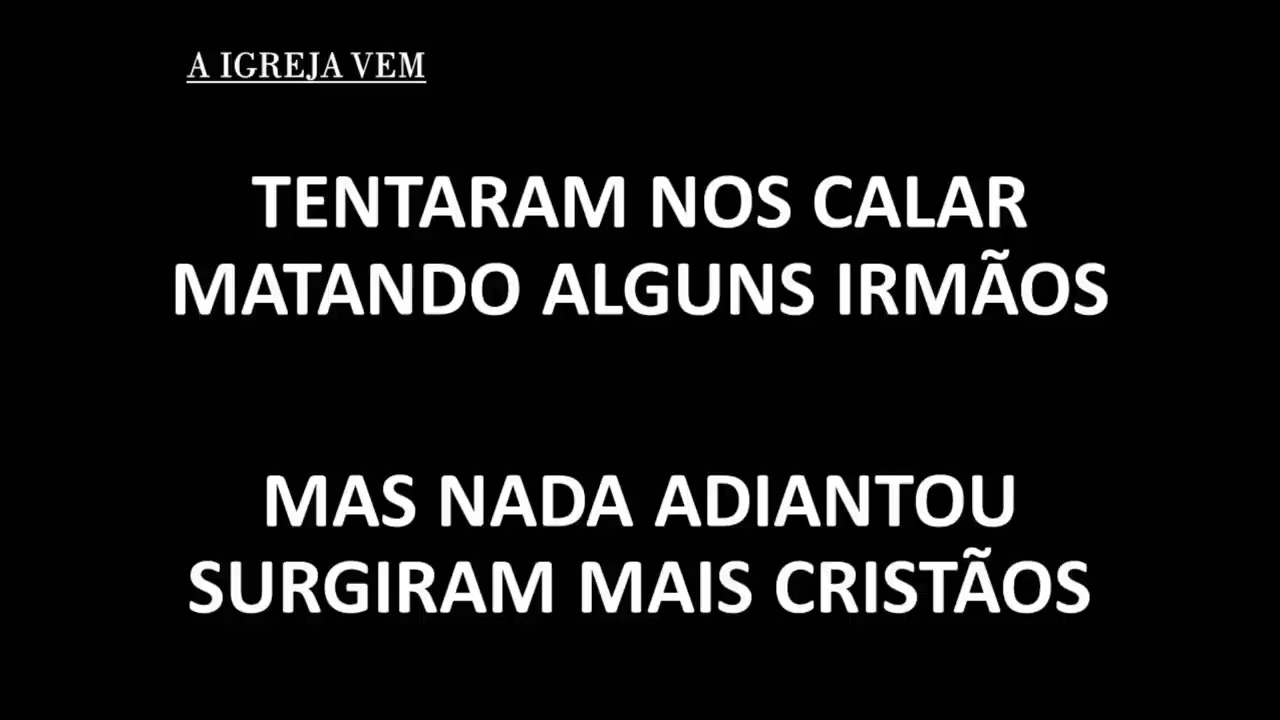 A IGREJA VEM
TENTARAM NOS CALAR
MATANDO ALGUNS IRMÃOS
MAS NADA ADIANTOU
SURGIRAM MAIS CRISTÃOS